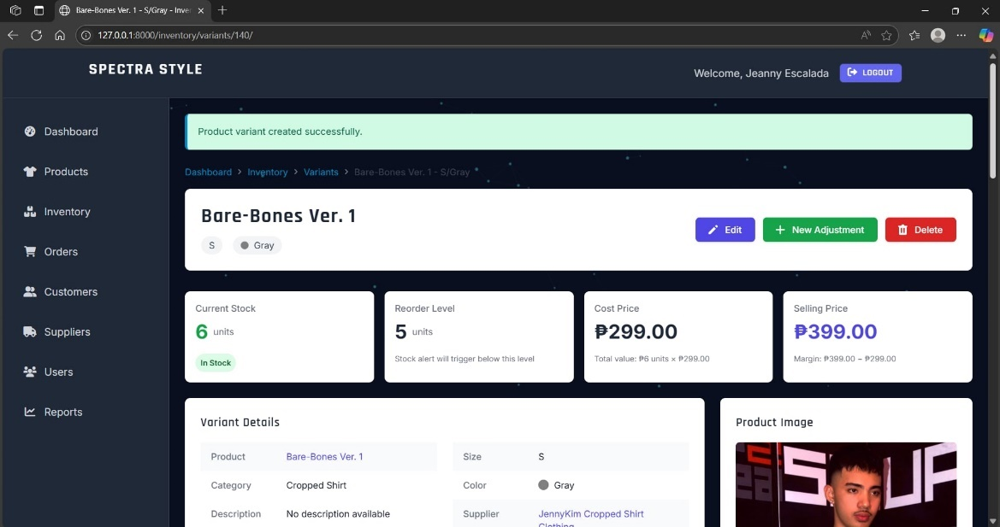 Bare-Bones Ver. 1 - S/Gray - Inve
127.0.0.1:8000/inventory/variants/140/
SPECTRA STYLE
Welcome, Jeanny Escalada
LOGOUT
Dashboard
Products
Inventory
Orders
Customers
Suppliers
Users
Reports
Product variant created successfully.
Dashboard > Inventory > Variants > Bare-Bones Ver. 1 - S/Gray
Bare-Bones Ver. 1
S Gray
Edit
New Adjustment
Delete
Current Stock
6 units
In Stock
Reorder Level
5 units
Stock alert will trigger below this level
Cost Price
₱299.00
Total value: ₱6 units × ₱299.00
Selling Price
₱399.00
Margin: ₱399.00 − ₱299.00
Variant Details
Product Bare-Bones Ver. 1
Category Cropped Shirt
Description No description available
Size S
Color Gray
Supplier JennyKim Cropped Shirt
Clothing
Product Image